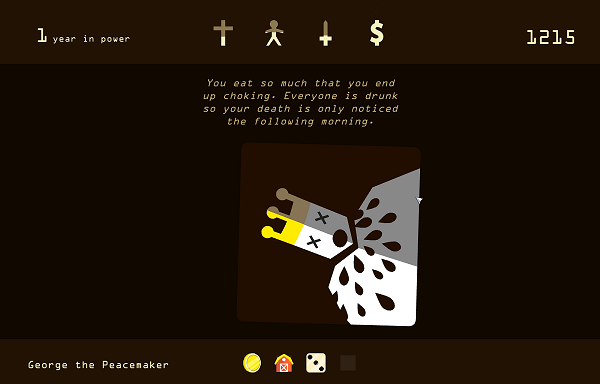 1 year in power
$
1215
You eat so much that you end
up choking. Everyone is drunk
so your death is only noticed
the following morning.
George the Peacemaker